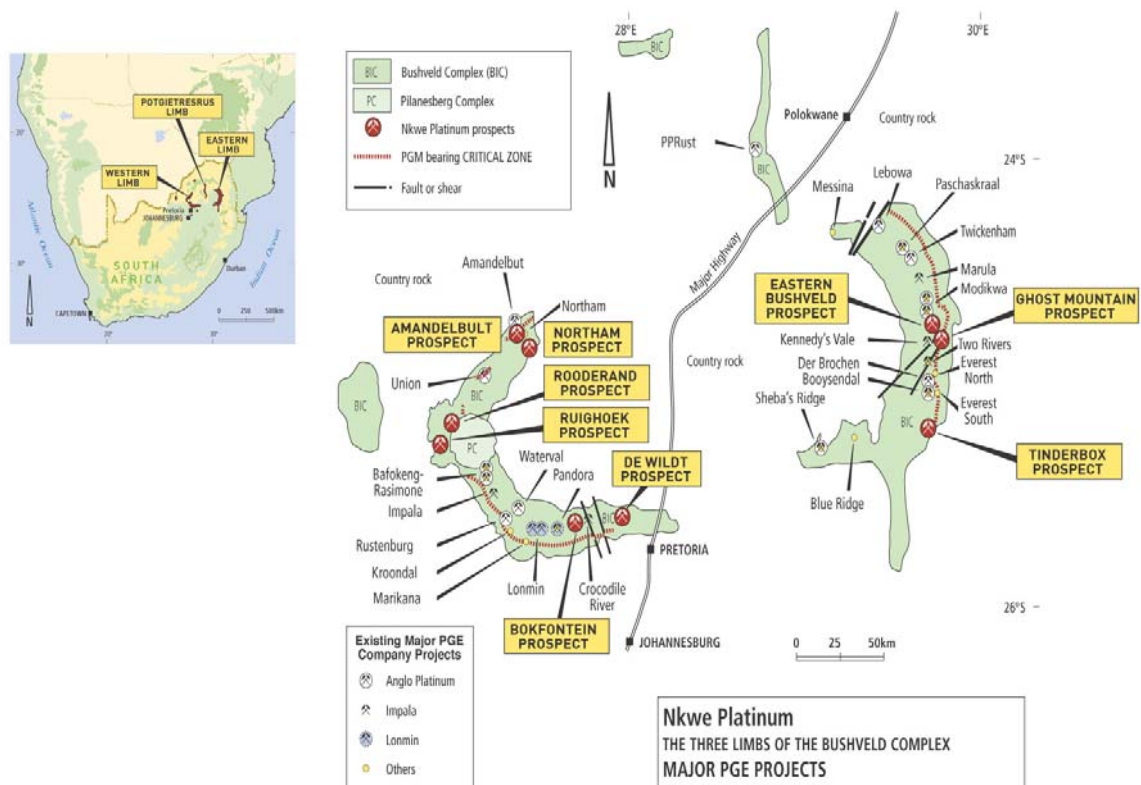 POTGIETRESRUS
LIMB
EASTERN
LIMB
WESTERN
LIMB
Pretoria
JOHANNESBURG
Atlantic Ocean
SOUTH
AFRICA
Durban
Indian Ocean
CAPETOWN
N
0 250 500km
20°
30°
20°
30°
BIC Bushveld Complex (BIC)
PC Pilanesberg Complex
Nkwe Platinum prospects
PGM bearing CRITICAL ZONE
Fault or shear
28°E
30°E
BIC
N
Polokwane
Country rock
PPRust
BIC
24°S
Messina
Lebowa
Paschaskraal
Twickenham
Marula
Modikwa
EASTERN
BUSHVELD
PROSPECT
GHOST MOUNTAIN
PROSPECT
Kennedy's Vale
Two Rivers
Der Brochen
Booysendal
Everest
North
Sheba's Ridge
Everest
South
BIC
TINDERBOX
PROSPECT
Blue Ridge
Major Highway
Country rock
Country rock
Amandelbut
Northam
AMANDELBULT
PROSPECT
NORTHAM
PROSPECT
Union
BIC
ROODERAND
PROSPECT
BIC
RUIGHOEK
PROSPECT
PC
Waterval
Pandora
DE WILDT
PROSPECT
Bafokeng-
Rasimone
Impala
BIC
Rustenburg
Kroondal
Marikana
Lonmin
Crocodile
River
PRETORIA
BOKFONTEIN
PROSPECT
JOHANNESBURG
26°S
0 25 50km
Existing Major PGE
Company Projects
Anglo Platinum
Impala
Lonmin
Others
Nkwe Platinum
THE THREE LIMBS OF THE BUSHVELD COMPLEX
MAJOR PGE PROJECTS